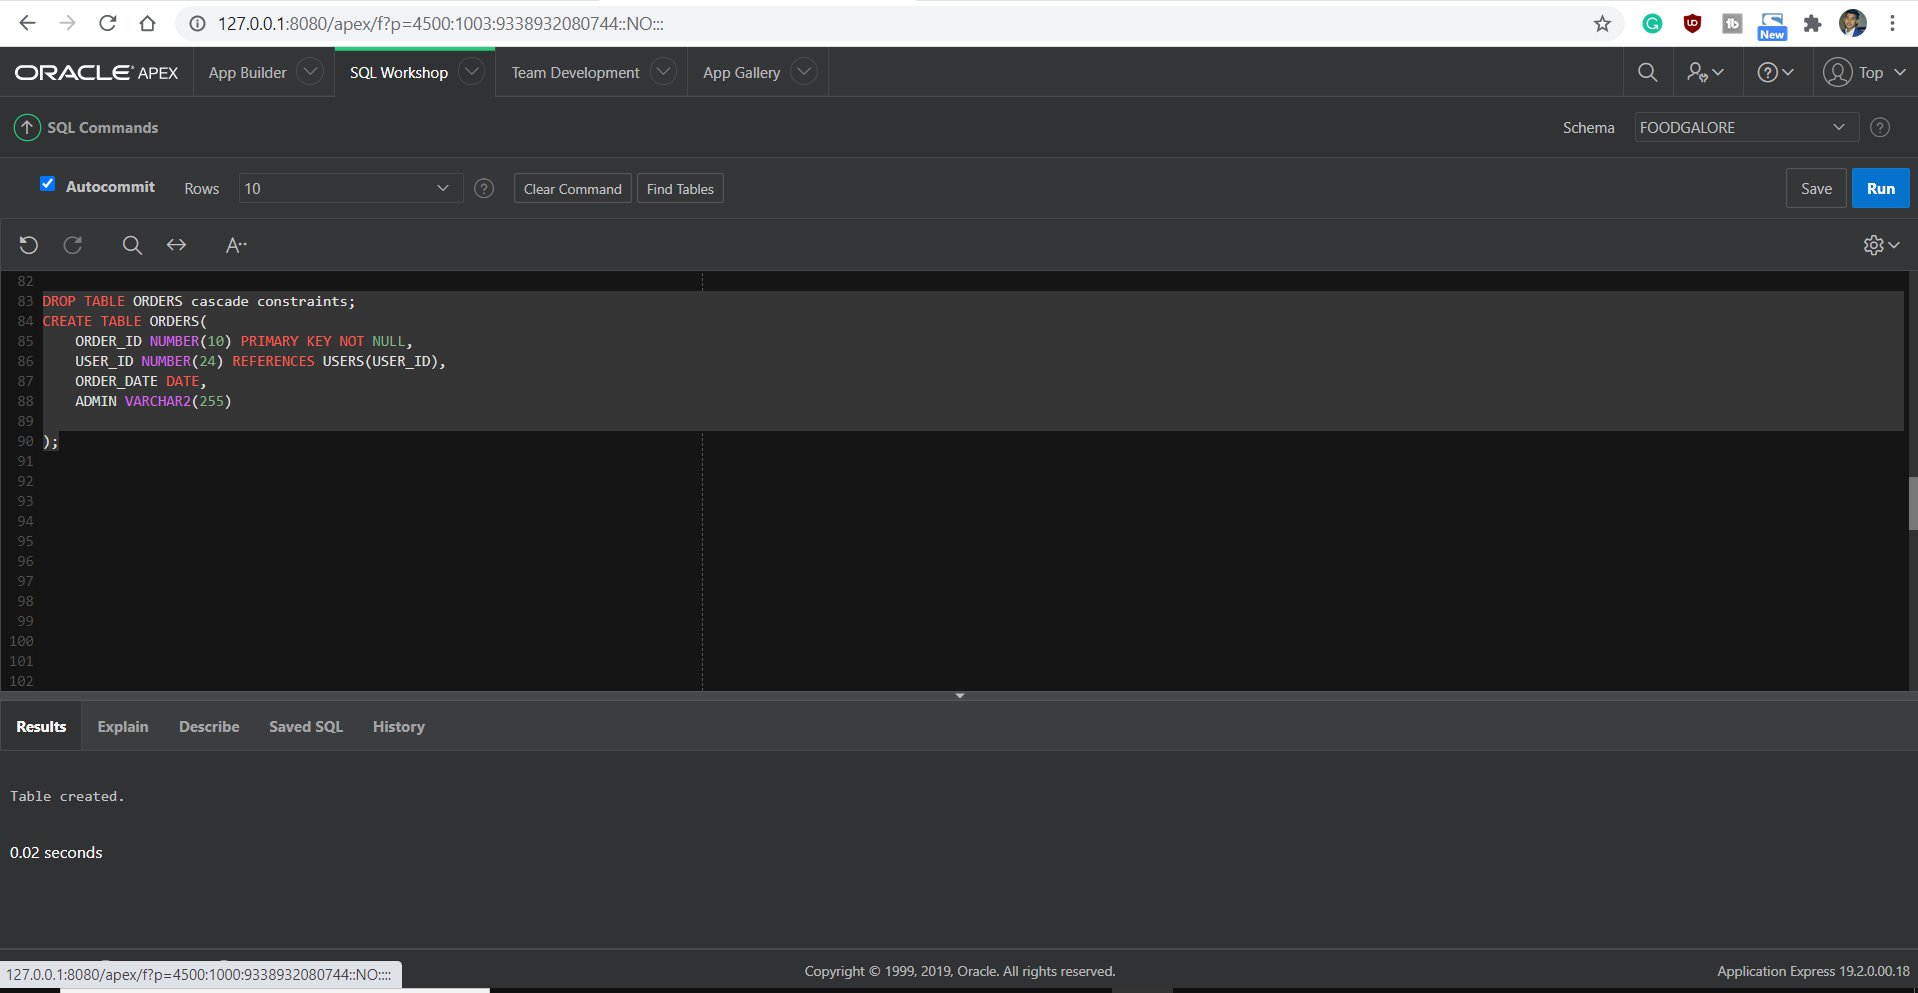 127.0.0.1:8080/apex/f?p=4500:1003:9338932080744::NO:::
New
ORACLE APEX App Builder SQL Workshop Team Development App Gallery Top
SQL Commands Schema FOODGALORE
Autocommit Rows 10 Clear Command Find Tables Save Run
82
83 DROP TABLE ORDERS cascade constraints;
84 CREATE TABLE ORDERS(
85 ORDER_ID NUMBER(10) PRIMARY KEY NOT NULL,
86 USER_ID NUMBER(24) REFERENCES USERS(USER_ID),
87 ORDER_DATE DATE,
88 ADMIN VARCHAR2(255)
89
90 );
91
92
93
94
95
96
97
98
99
100
101
102
Results Explain Describe Saved SQL History
Table created.
0.02 seconds
127.0.0.1:8080/apex/f?p=4500:1000:9338932080744::NO:::: Copyright © 1999, 2019, Oracle. All rights reserved. Application Express 19.2.0.00.18